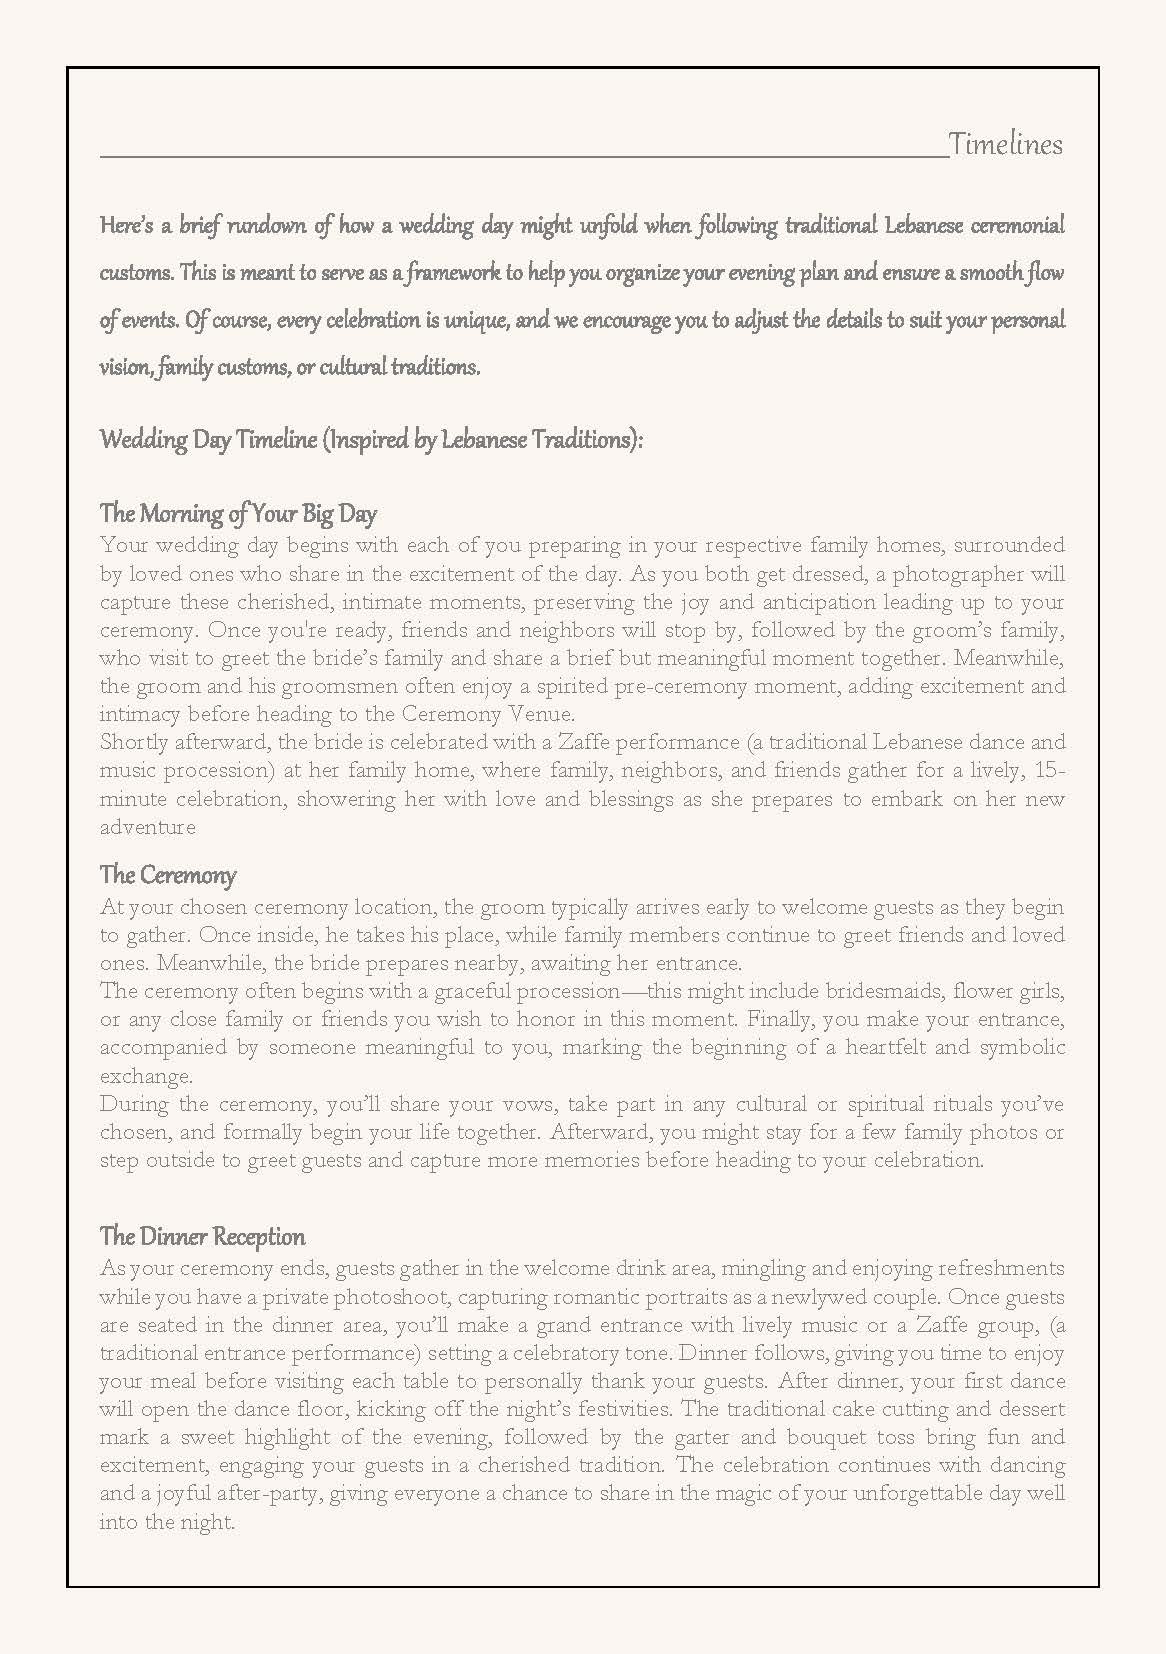 Timelines
Here’s a brief rundown of how a wedding day might unfold when following traditional Lebanese ceremonial
customs. This is meant to serve as a framework to help you organize your evening plan and ensure a smooth flow
of events. Of course, every celebration is unique, and we encourage you to adjust the details to suit your personal
vision, family customs, or cultural traditions.
Wedding Day Timeline (Inspired by Lebanese Traditions):
The Morning of Your Big Day
Your wedding day begins with each of you preparing in your respective family homes, surrounded
by loved ones who share in the excitement of the day. As you both get dressed, a photographer will
capture these cherished, intimate moments, preserving the joy and anticipation leading up to your
ceremony. Once you're ready, friends and neighbors will stop by, followed by the groom’s family,
who visit to greet the bride’s family and share a brief but meaningful moment together. Meanwhile,
the groom and his groomsmen often enjoy a spirited pre-ceremony moment, adding excitement and
intimacy before heading to the Ceremony Venue.
Shortly afterward, the bride is celebrated with a Zaffe performance (a traditional Lebanese dance and
music procession) at her family home, where family, neighbors, and friends gather for a lively, 15-
minute celebration, showering her with love and blessings as she prepares to embark on her new
adventure
The Ceremony
At your chosen ceremony location, the groom typically arrives early to welcome guests as they begin
to gather. Once inside, he takes his place, while family members continue to greet friends and loved
ones. Meanwhile, the bride prepares nearby, awaiting her entrance.
The ceremony often begins with a graceful procession—this might include bridesmaids, flower girls,
or any close family or friends you wish to honor in this moment. Finally, you make your entrance,
accompanied by someone meaningful to you, marking the beginning of a heartfelt and symbolic
exchange.
During the ceremony, you’ll share your vows, take part in any cultural or spiritual rituals you’ve
chosen, and formally begin your life together. Afterward, you might stay for a few family photos or
step outside to greet guests and capture more memories before heading to your celebration.
The Dinner Reception
As your ceremony ends, guests gather in the welcome drink area, mingling and enjoying refreshments
while you have a private photoshoot, capturing romantic portraits as a newlywed couple. Once guests
are seated in the dinner area, you’ll make a grand entrance with lively music or a Zaffe group, (a
traditional entrance performance) setting a celebratory tone. Dinner follows, giving you time to enjoy
your meal before visiting each table to personally thank your guests. After dinner, your first dance
will open the dance floor, kicking off the night’s festivities. The traditional cake cutting and dessert
mark a sweet highlight of the evening, followed by the garter and bouquet toss bring fun and
excitement, engaging your guests in a cherished tradition. The celebration continues with dancing
and a joyful after-party, giving everyone a chance to share in the magic of your unforgettable day well
into the night.